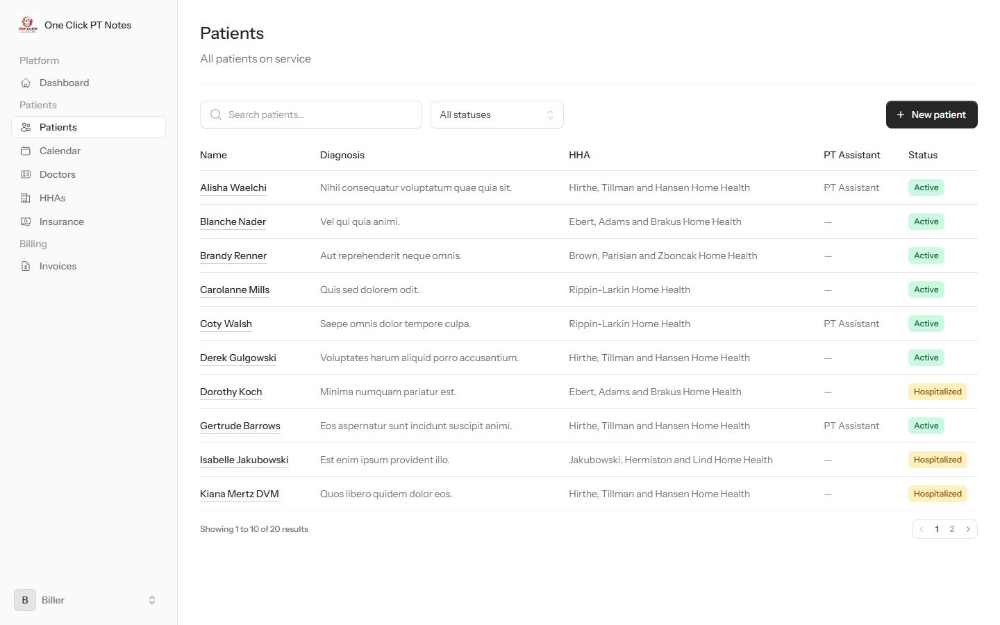 ONE CLICK
One Click PT Notes
Platform
Dashboard
Patients
Patients
Calendar
Doctors
HHAs
Insurance
Billing
Invoices
B Biller
Patients
All patients on service
Search patients...
All statuses
+ New patient
Name Diagnosis HHA PT Assistant Status
Alisha Waelchi Nihil consequatur voluptatum quae quia sit. Hirthe, Tillman and Hansen Home Health PT Assistant Active
Blanche Nader Vel qui quia animi. Ebert, Adams and Brakus Home Health — Active
Brandy Renner Aut reprehenderit neque omnis. Brown, Parisian and Zboncak Home Health — Active
Carolanne Mills Quis sed dolorem odit. Rippin-Larkin Home Health — Active
Coty Walsh Saepe omnis dolor tempore culpa. Rippin-Larkin Home Health PT Assistant Active
Derek Gulgowski Voluptates harum aliquid porro accusantium. Hirthe, Tillman and Hansen Home Health — Active
Dorothy Koch Minima numquam pariatur est. Ebert, Adams and Brakus Home Health — Hospitalized
Gertrude Barrows Eos aspernatur sunt incidunt suscipit animi. Hirthe, Tillman and Hansen Home Health PT Assistant Active
Isabelle Jakubowski Est enim ipsum provident illo. Jakubowski, Hermiston and Lind Home Health — Hospitalized
Kiana Mertz DVM Quos libero quidem dolor eos. Hirthe, Tillman and Hansen Home Health — Hospitalized
Showing 1 to 10 of 20 results
‹ 1 2 ›